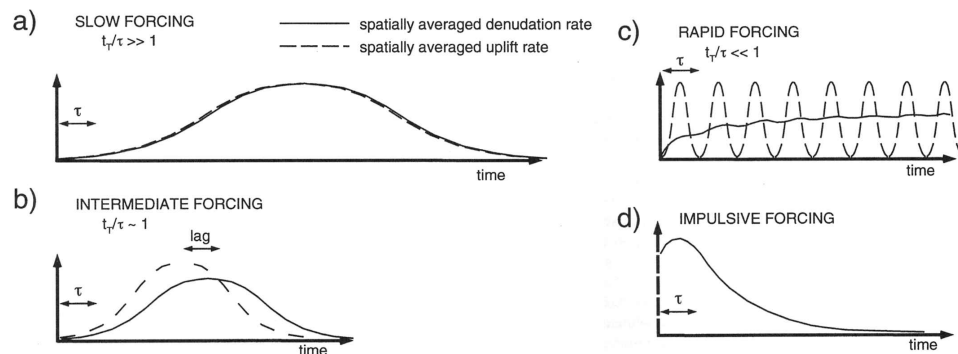 a)
SLOW FORCING
t_T/τ >> 1
spatially averaged denudation rate
spatially averaged uplift rate
τ
time
b)
INTERMEDIATE FORCING
t_T/τ ~ 1
lag
τ
time
c)
RAPID FORCING
t_T/τ << 1
τ
time
d)
IMPULSIVE FORCING
τ
time